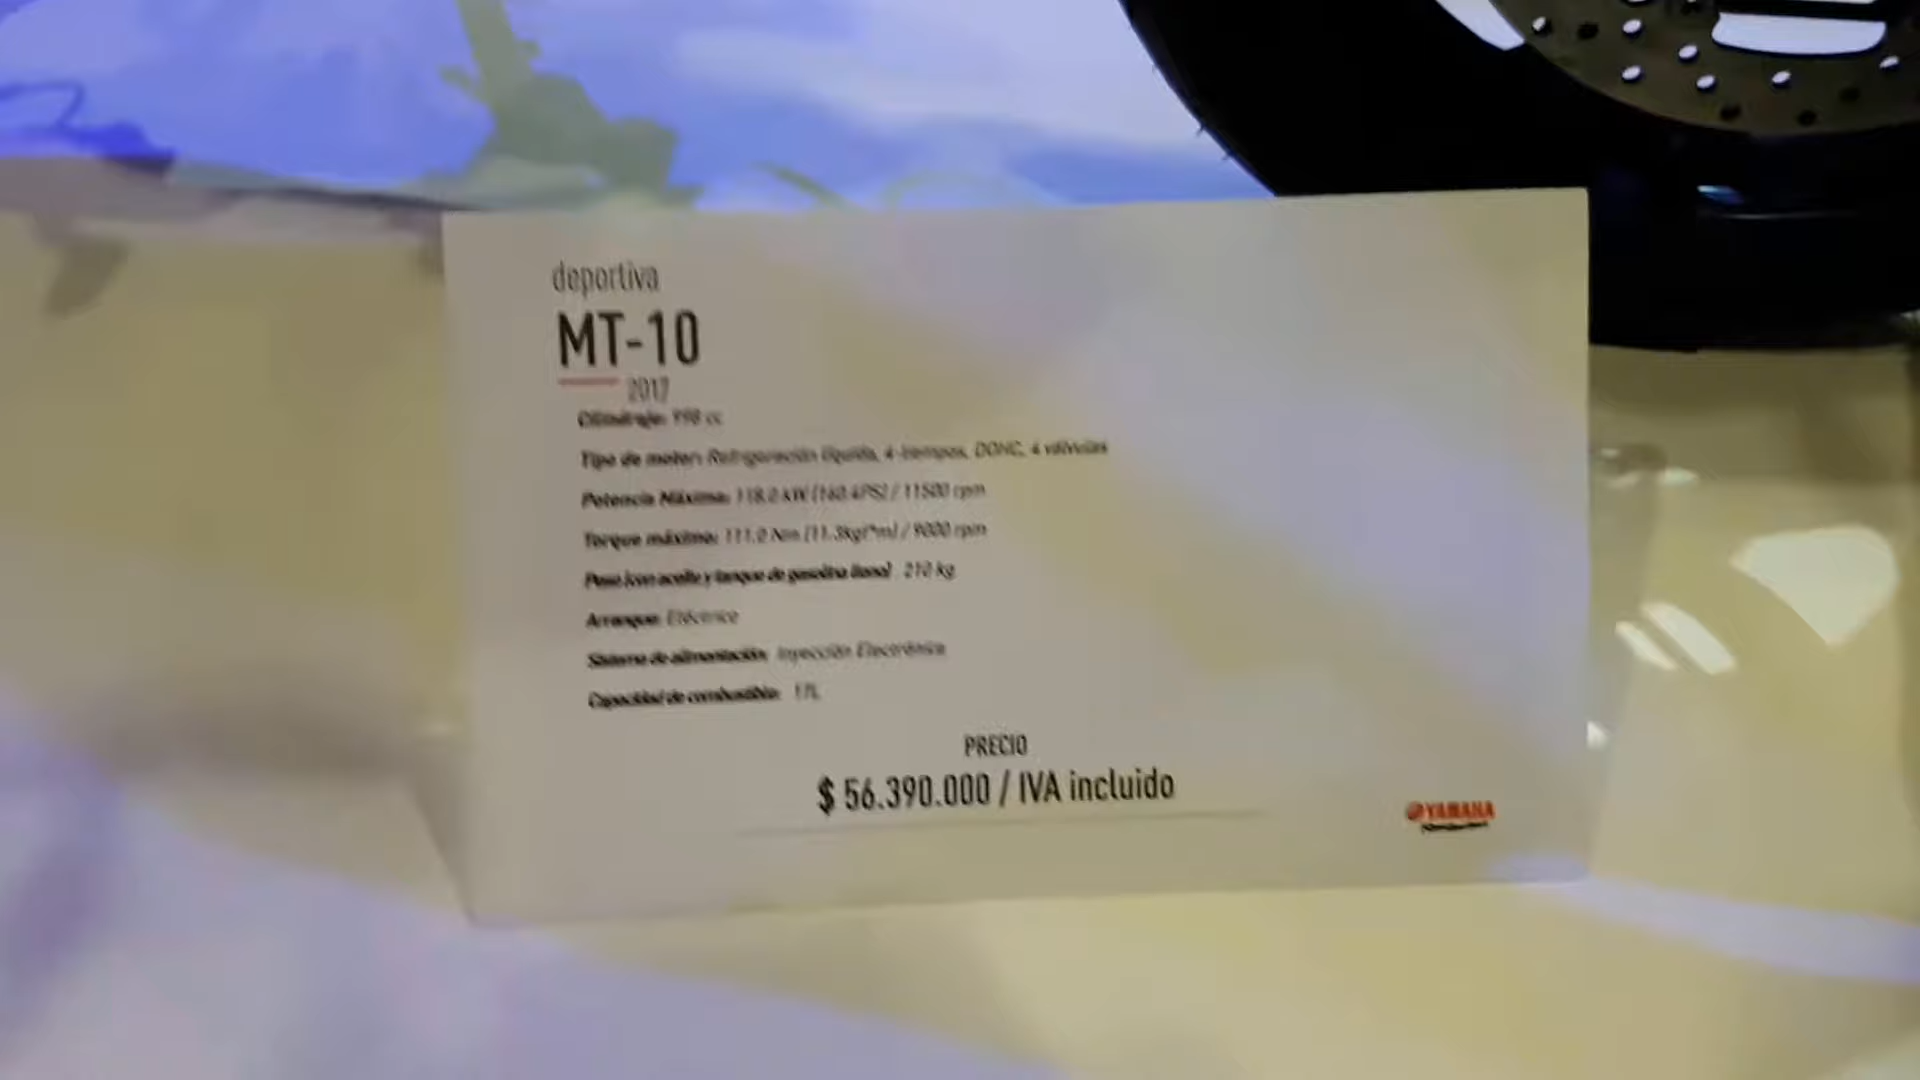 deportiva
MT-10
2017
Cilindraje: 998 cc
Tipo de motor: Refrigeración líquida, 4-tiempos, DOHC, 4 válvulas
Potencia Máxima: 118.0 kW (160.4PS) / 11500 rpm
Torque máximo: 111.0 Nm (11.3kgf*m) / 9000 rpm
Peso (con aceite y tanque de gasolina llenos) : 210 kg
Arranque: Eléctrico
Sistema de alimentación: Inyección Electrónica
Capacidad de combustible: 17L
PRECIO
$ 56.390.000 / IVA incluido
YAMAHA